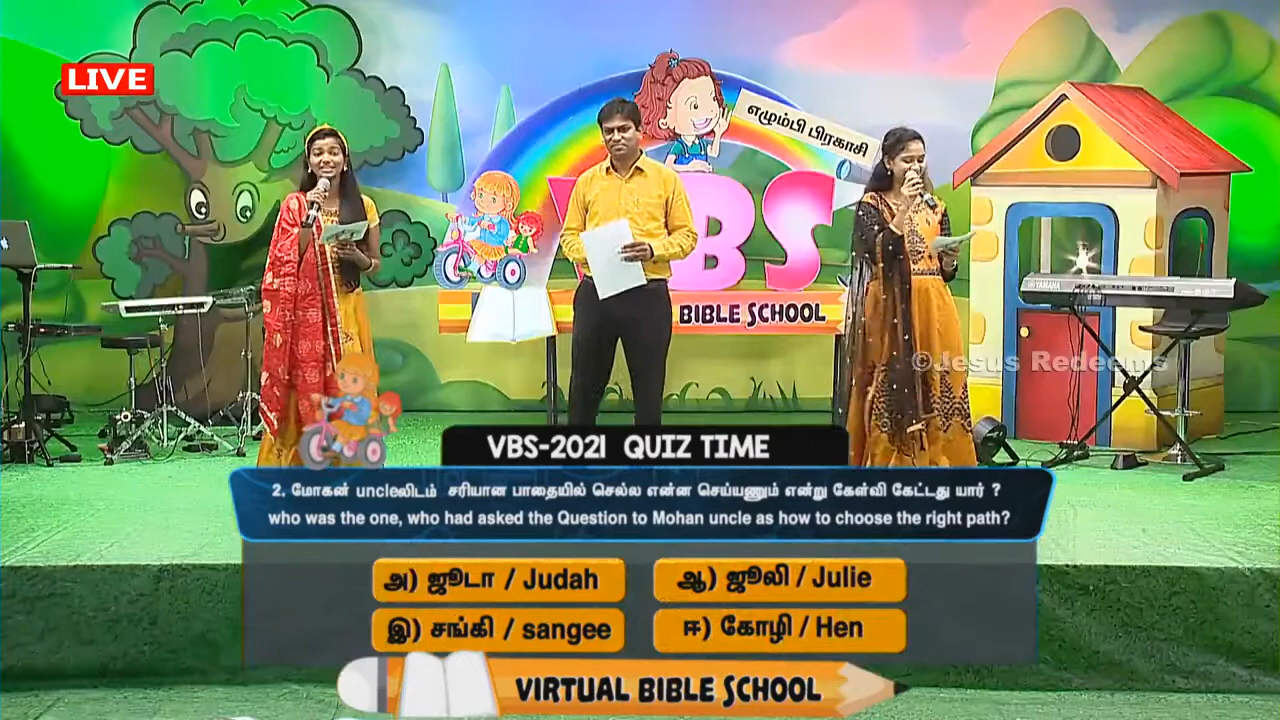 LIVE
எழும்பி பிரகாசி
VBS
BIBLE SCHOOL
YAMAHA
©Jesus Redeems
VBS-2021 QUIZ TIME
2. மோகன் uncleலிடம் சரியான பாதையில் செல்ல என்ன செய்யணும் என்று கேள்வி கேட்டது யார் ?
who was the one, who had asked the Question to Mohan uncle as how to choose the right path?
அ) ஜூடா / Judah
ஆ) ஜூலி / Julie
இ) சங்கி / sangee
ஈ) கோழி / Hen
VIRTUAL BIBLE SCHOOL